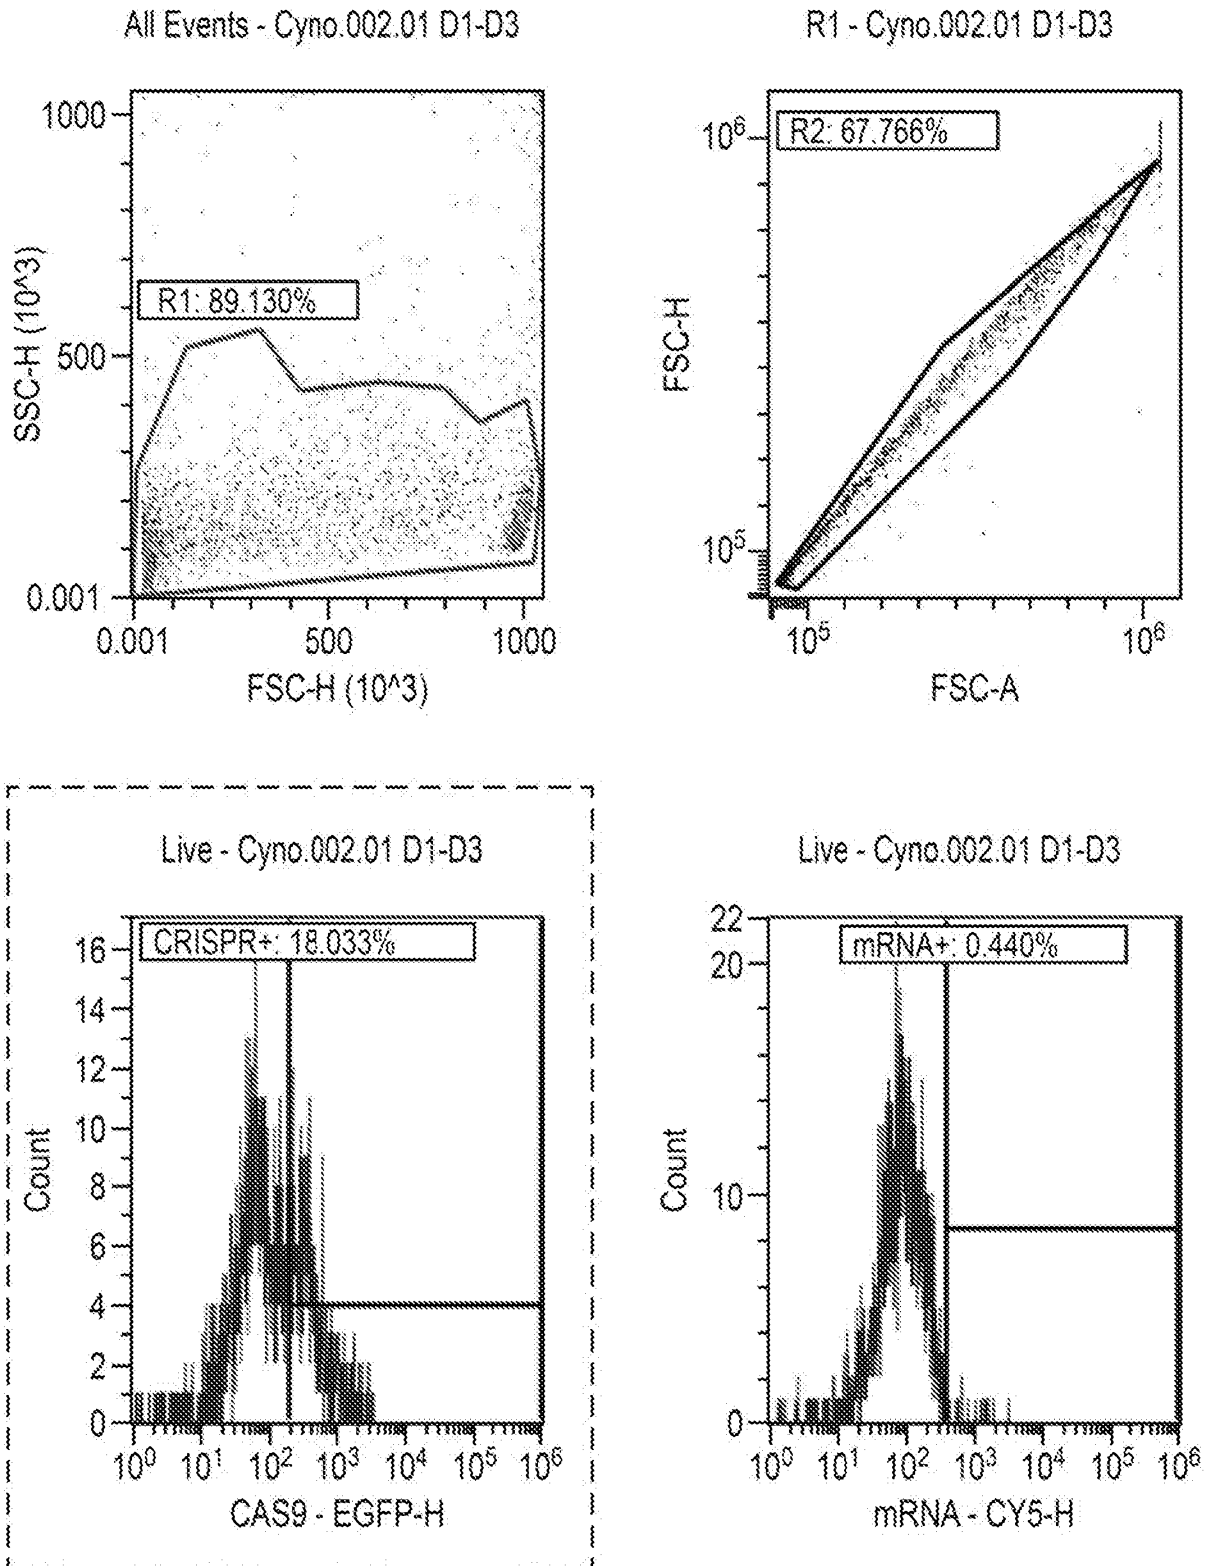 All Events - Cyno.002.01 D1-D3
1000
500
0.001
SSC-H (10^3)
R1: 89.130%
0.001 500 1000
FSC-H (10^3)
R1 - Cyno.002.01 D1-D3
10⁶
10⁵
FSC-H
R2: 67.766%
10⁵ 10⁶
FSC-A
Live - Cyno.002.01 D1-D3
16
14
12
10
8
6
4
2
0
Count
CRISPR+: 18.033%
10⁰ 10¹ 10² 10³ 10⁴ 10⁵ 10⁶
CAS9 - EGFP-H
Live - Cyno.002.01 D1-D3
22
20
10
0
Count
mRNA+: 0.440%
10⁰ 10¹ 10² 10³ 10⁴ 10⁵ 10⁶
mRNA - CY5-H